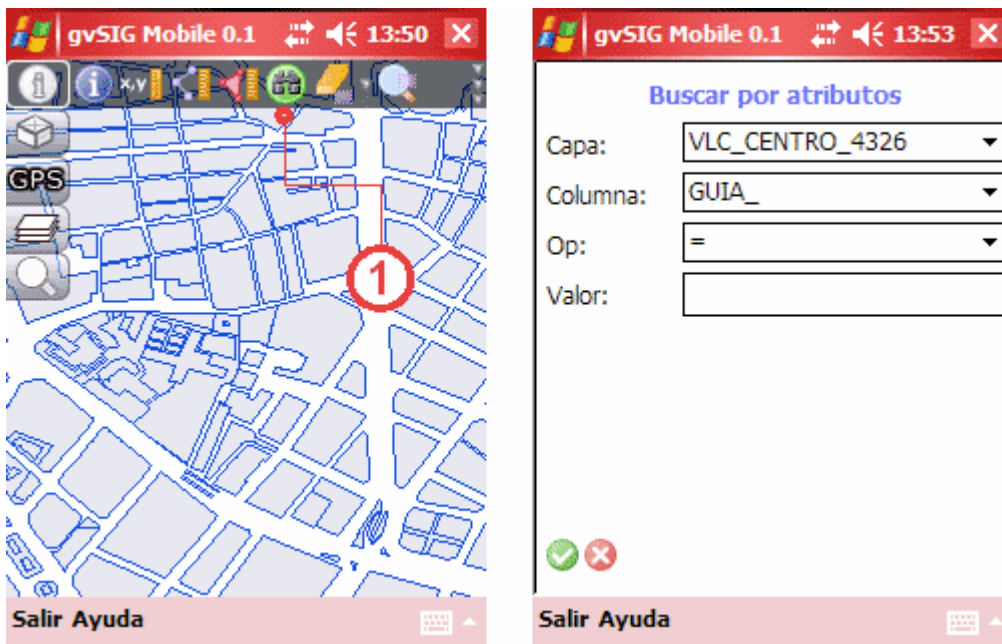 gvSIG Mobile 0.1 13:50
x,y
GPS
1
Salir Ayuda
gvSIG Mobile 0.1 13:53
Buscar por atributos
Capa: VLC_CENTRO_4326
Columna: GUIA_
Op: =
Valor:
Salir Ayuda